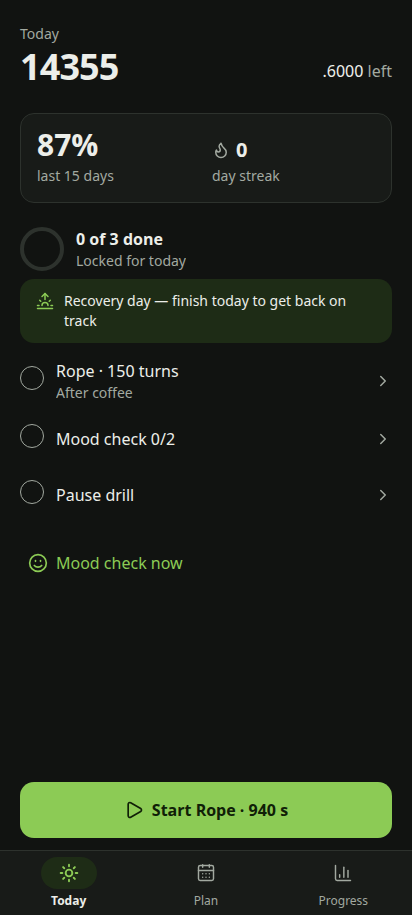 Today
14355
.6000 left
87%
last 15 days
0
day streak
0 of 3 done
Locked for today
Recovery day — finish today to get back on
track
Rope · 150 turns
After coffee
Mood check 0/2
Pause drill
Mood check now
Start Rope · 940 s
Today
Plan
Progress